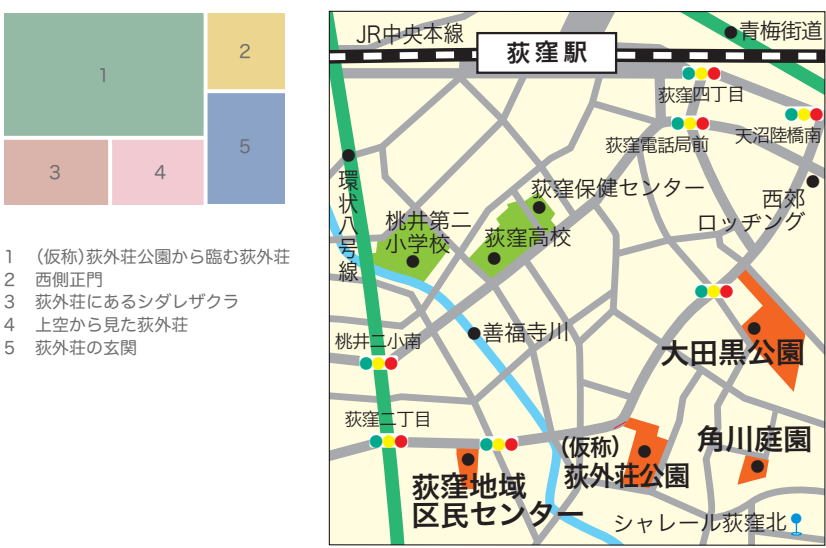 1
2
3
4
5
1 （仮称）荻外荘公園から臨む荻外荘
2 西側正門
3 荻外荘にあるシダレザクラ
4 上空から見た荻外荘
5 荻外荘の玄関
JR中央本線
荻窪駅
青梅街道
荻窪四丁目
天沼陸橋南
荻窪電話局前
環状八号線
荻窪保健センター
西郊
ロッヂング
桃井第二
小学校
荻窪高校
桃井二小南
善福寺川
大田黒公園
荻窪二丁目
（仮称）
荻外荘公園
角川庭園
荻窪地域
区民センター
シャレール荻窪北